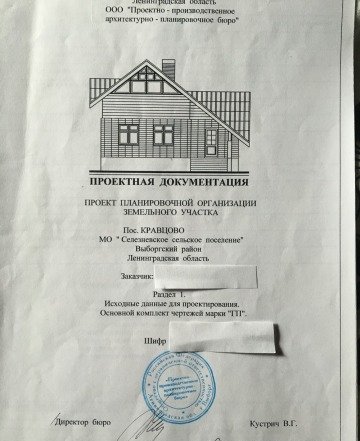 Ленинградская область
ООО "Проектно - производственное
архитектурно - планировочное бюро"
ПРОЕКТНАЯ ДОКУМЕНТАЦИЯ
ПРОЕКТ ПЛАНИРОВОЧНОЙ ОРГАНИЗАЦИИ
ЗЕМЕЛЬНОГО УЧАСТКА
Пос. КРАВЦОВО
МО " Селезневское сельское поселение"
Выборгский район
Ленинградская область
Заказчик:
Раздел 1.
Исходные данные для проектирования.
Основной комплект чертежей марки "ГП".
Шифр
Директор бюро
Кустрич В.Г.